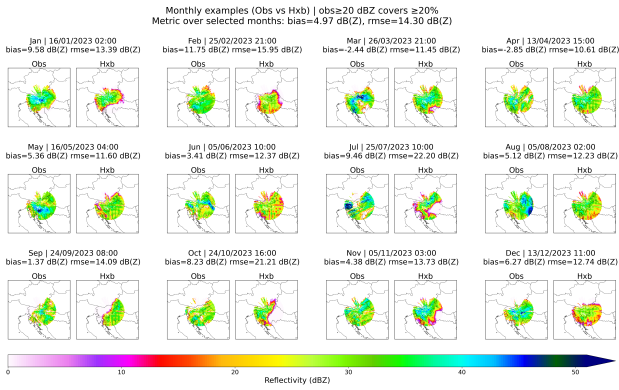 Monthly examples (Obs vs Hxb) | obs≥20 dBZ covers ≥20%
Metric over selected months: bias=4.97 dB(Z), rmse=14.30 dB(Z)
Jan | 16/01/2023 02:00
bias=9.58 dB(Z) rmse=13.39 dB(Z)
Obs Hxb
Feb | 25/02/2023 21:00
bias=11.75 dB(Z) rmse=15.95 dB(Z)
Obs Hxb
Mar | 26/03/2023 21:00
bias=-2.44 dB(Z) rmse=11.45 dB(Z)
Obs Hxb
Apr | 13/04/2023 15:00
bias=-2.85 dB(Z) rmse=10.61 dB(Z)
Obs Hxb
May | 16/05/2023 04:00
bias=5.36 dB(Z) rmse=11.60 dB(Z)
Obs Hxb
Jun | 05/06/2023 10:00
bias=3.41 dB(Z) rmse=12.37 dB(Z)
Obs Hxb
Jul | 25/07/2023 10:00
bias=9.46 dB(Z) rmse=22.20 dB(Z)
Obs Hxb
Aug | 05/08/2023 02:00
bias=5.12 dB(Z) rmse=12.23 dB(Z)
Obs Hxb
Sep | 24/09/2023 08:00
bias=1.37 dB(Z) rmse=14.09 dB(Z)
Obs Hxb
Oct | 24/10/2023 16:00
bias=8.23 dB(Z) rmse=21.21 dB(Z)
Obs Hxb
Nov | 05/11/2023 03:00
bias=4.38 dB(Z) rmse=13.73 dB(Z)
Obs Hxb
Dec | 13/12/2023 11:00
bias=6.27 dB(Z) rmse=12.74 dB(Z)
Obs Hxb
0 10 20 30 40 50
Reflectivity (dBZ)